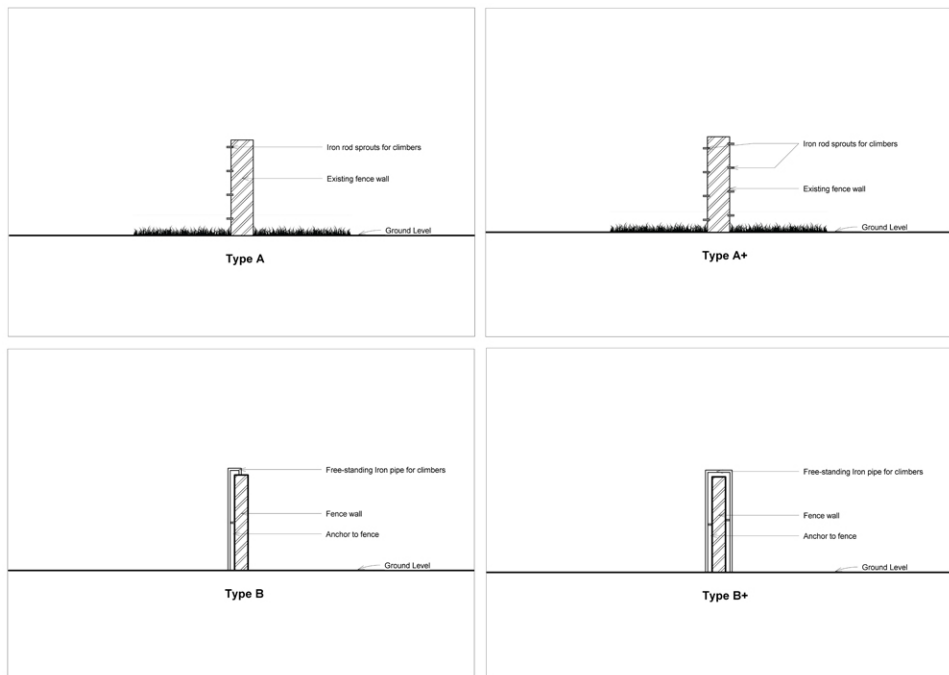 Iron rod sprouts for climbers
Existing fence wall
Ground Level
Type A
Iron rod sprouts for climbers
Existing fence wall
Ground Level
Type A+
Free-standing Iron pipe for climbers
Fence wall
Anchor to fence
Ground Level
Type B
Free-standing Iron pipe for climbers
Fence wall
Anchor to fence
Ground Level
Type B+